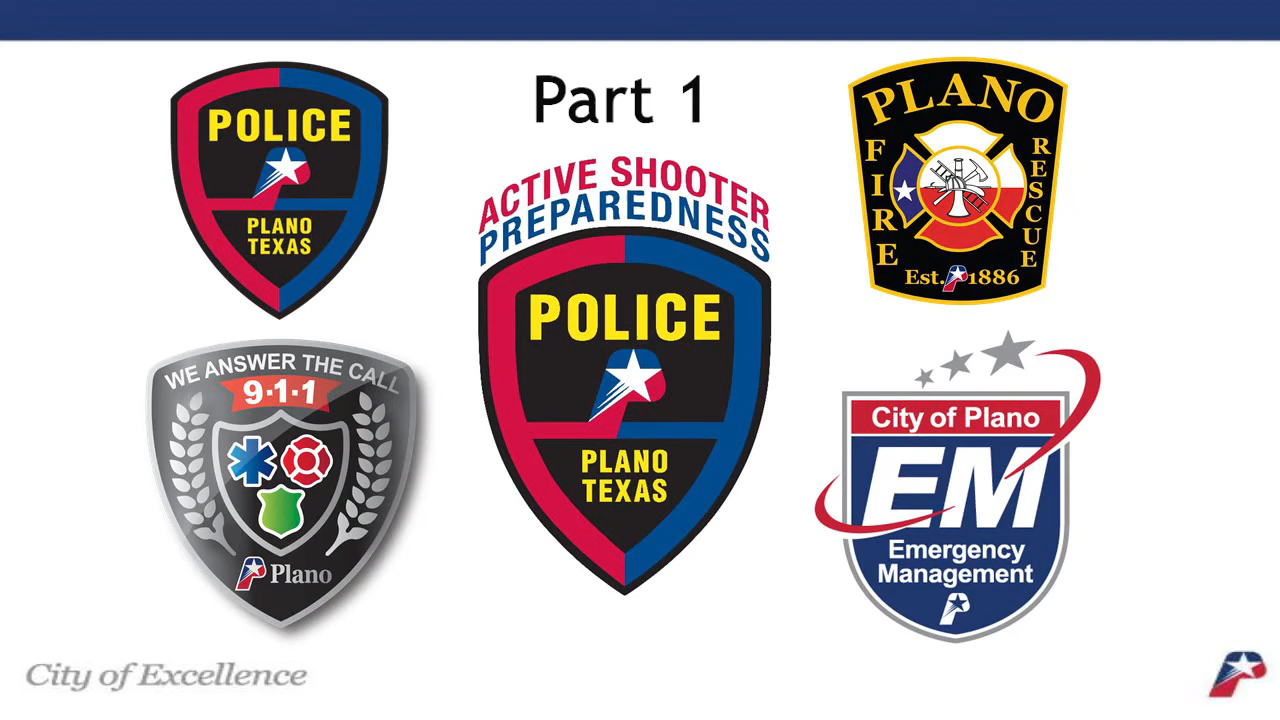 Part 1
POLICE
PLANO
TEXAS
ACTIVE SHOOTER
PREPAREDNESS
POLICE
PLANO
TEXAS
PLANO
FIRE
RESCUE
Est. 1886
WE ANSWER THE CALL
9·1·1
Plano
City of Plano
EM
Emergency
Management
City of Excellence